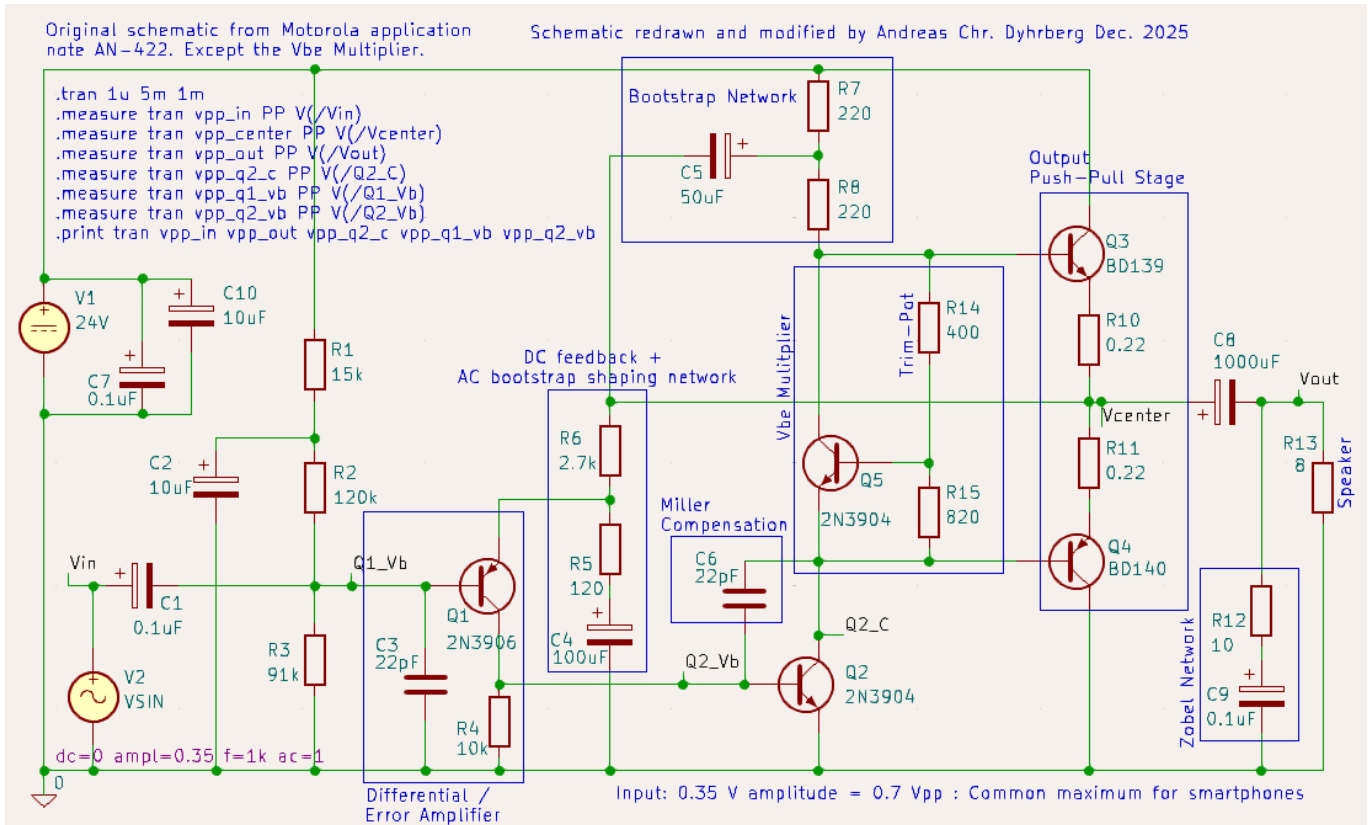 Original schematic from Motorola application
note AN-422. Except the Vbe Multiplier.
Schematic redrawn and modified by Andreas Chr. Dyhrberg Dec. 2025
.tran 1u 5m 1m
.measure tran vpp_in PP V(/Vin)
.measure tran vpp_center PP V(/Vcenter)
.measure tran vpp_out PP V(/Vout)
.measure tran vpp_q2_c PP V(/Q2_C)
.measure tran vpp_q1_vb PP V(/Q1_Vb)
.measure tran vpp_q2_vb PP V(/Q2_Vb)
.print tran vpp_in vpp_out vpp_q2_c vpp_q1_vb vpp_q2_vb
Bootstrap Network
R7
220
C5
50uF
R8
220
Output
Push-Pull Stage
Q3
BD139
R10
0.22
V1
24V
C10
10uF
C7
0.1uF
R1
15k
DC feedback +
AC bootstrap shaping network
Vbe Mulitplier
Trim-Pot
R14
400
C8
1000uF
Vout
Vcenter
R13
8
Speaker
R6
2.7k
R11
0.22
C2
10uF
R2
120k
Q5
2N3904
R15
820
Miller
Compensation
C6
22pF
Q4
BD140
Vin
C1
0.1uF
Q1_Vb
Q1
2N3906
R5
120
C4
100uF
R3
91k
C3
22pF
Q2_C
Q2_Vb
Q2
2N3904
R12
10
C9
0.1uF
Zobel Network
V2
VSIN
R4
10k
dc=0 ampl=0.35 f=1k ac=1
0
Differential /
Error Amplifier
Input: 0.35 V amplitude = 0.7 Vpp : Common maximum for smartphones